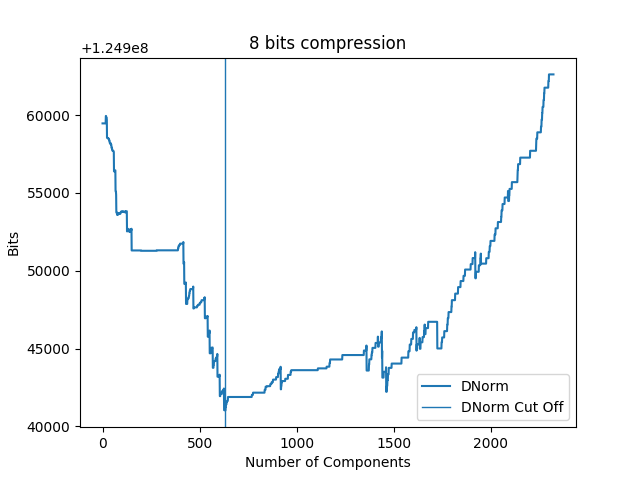 8 bits compression
+1.249e8
60000
55000
50000
45000
40000
Bits
0
500
1000
1500
2000
Number of Components
DNorm
DNorm Cut Off